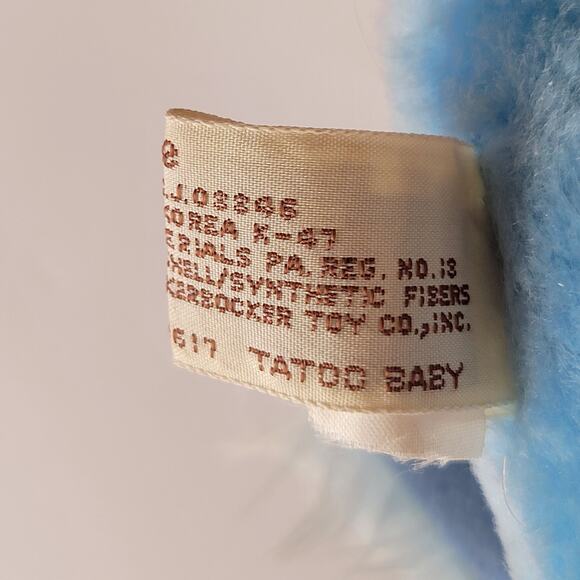 .J.03346
KOREA K-47
ERIALS PA. REG. NO.13
HELL/SYNTHETIC FIBERS
KERBOCKER TOY CO., INC.
617 TATOO BABY